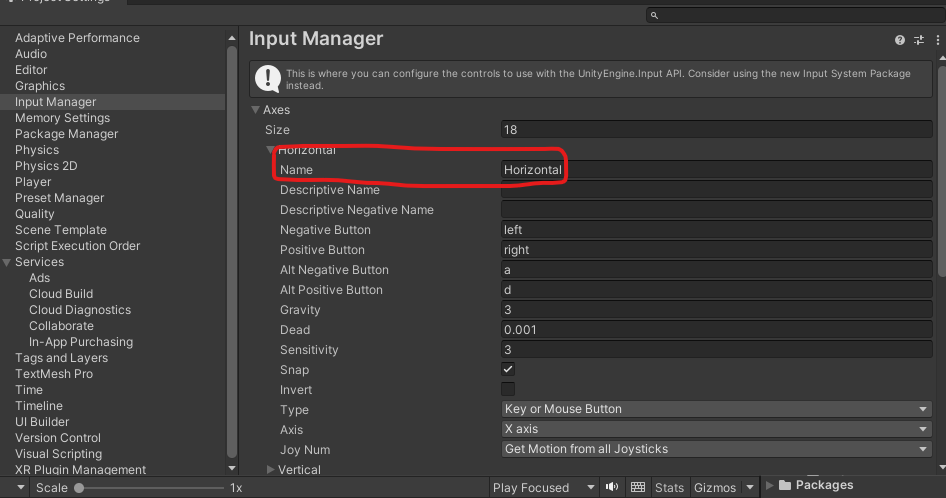 Project Settings
Input Manager
This is where you can configure the controls to use with the UnityEngine.Input API. Consider using the new Input System Package
instead.
Adaptive Performance
Audio
Editor
Graphics
Input Manager
Memory Settings
Package Manager
Physics
Physics 2D
Player
Preset Manager
Quality
Scene Template
Script Execution Order
Services
Ads
Cloud Build
Cloud Diagnostics
Collaborate
In-App Purchasing
Tags and Layers
TextMesh Pro
Time
Timeline
UI Builder
Version Control
Visual Scripting
XR Plugin Management
Axes
Size 18
Horizontal
Name Horizontal
Descriptive Name
Descriptive Negative Name
Negative Button left
Positive Button right
Alt Negative Button a
Alt Positive Button d
Gravity 3
Dead 0.001
Sensitivity 3
Snap
Invert
Type Key or Mouse Button
Axis X axis
Joy Num Get Motion from all Joysticks
Vertical
Scale 1x
Play Focused
Stats
Gizmos
Packages